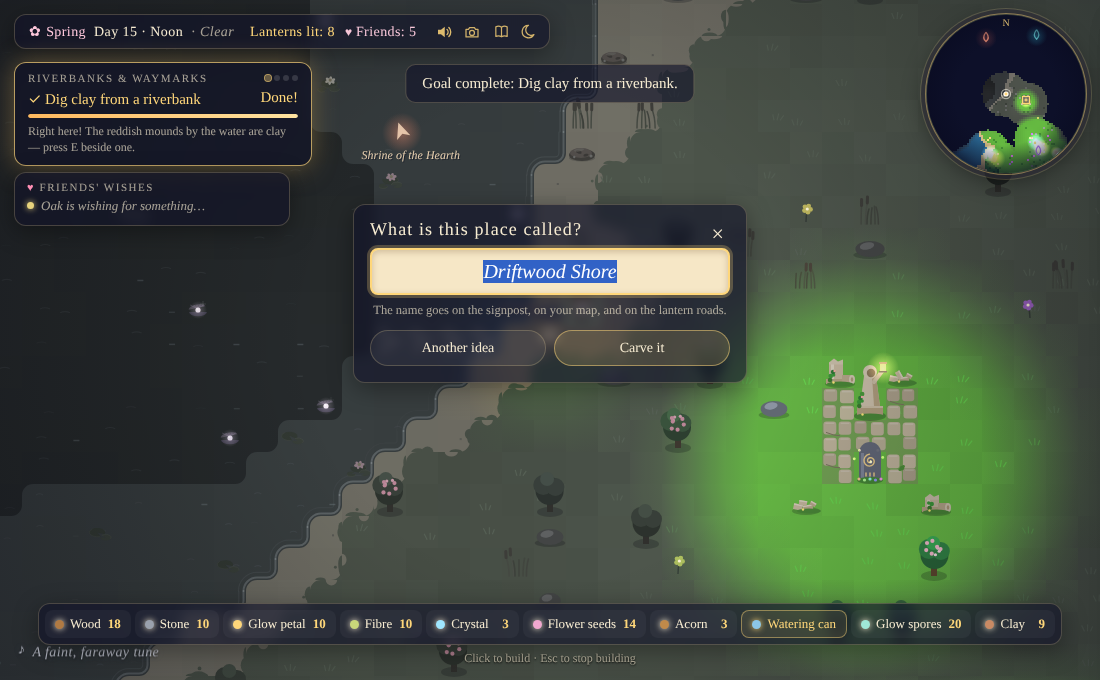 Spring Day 15 · Noon · Clear Lanterns lit: 8 ♥ Friends: 5
N
RIVERBANKS & WAYMARKS
Dig clay from a riverbank Done!
Right here! The reddish mounds by the water are clay
— press E beside one.
♥ FRIENDS' WISHES
Oak is wishing for something…
Goal complete: Dig clay from a riverbank.
Shrine of the Hearth
What is this place called? ×
Driftwood Shore
The name goes on the signpost, on your map, and on the lantern roads.
Another idea Carve it
Wood 18 Stone 10 Glow petal 10 Fibre 10 Crystal 3 Flower seeds 14 Acorn 3 Watering can Glow spores 20 Clay 9
♪ A faint, faraway tune
Click to build · Esc to stop building